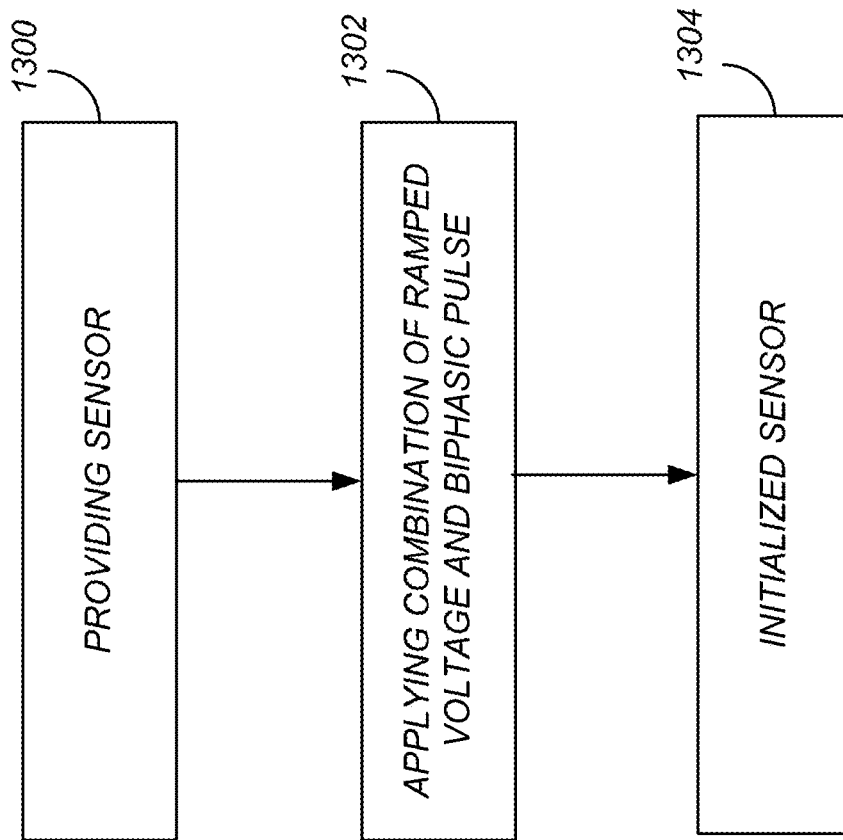 1300
PROVIDING SENSOR
1302
APPLYING COMBINATION OF RAMPED
VOLTAGE AND BIPHASIC PULSE
1304
INITIALIZED SENSOR